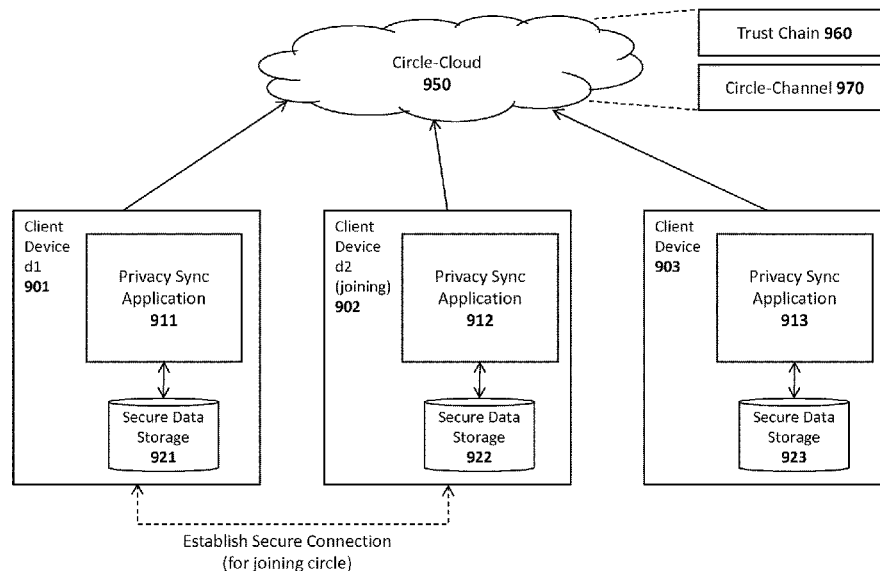 Circle-Cloud
950
Trust Chain 960
Circle-Channel 970
Client
Device
d1
901
Privacy Sync
Application
911
Secure Data
Storage
921
Client
Device
d2
(joining)
902
Privacy Sync
Application
912
Secure Data
Storage
922
Client
Device
903
Privacy Sync
Application
913
Secure Data
Storage
923
Establish Secure Connection
(for joining circle)